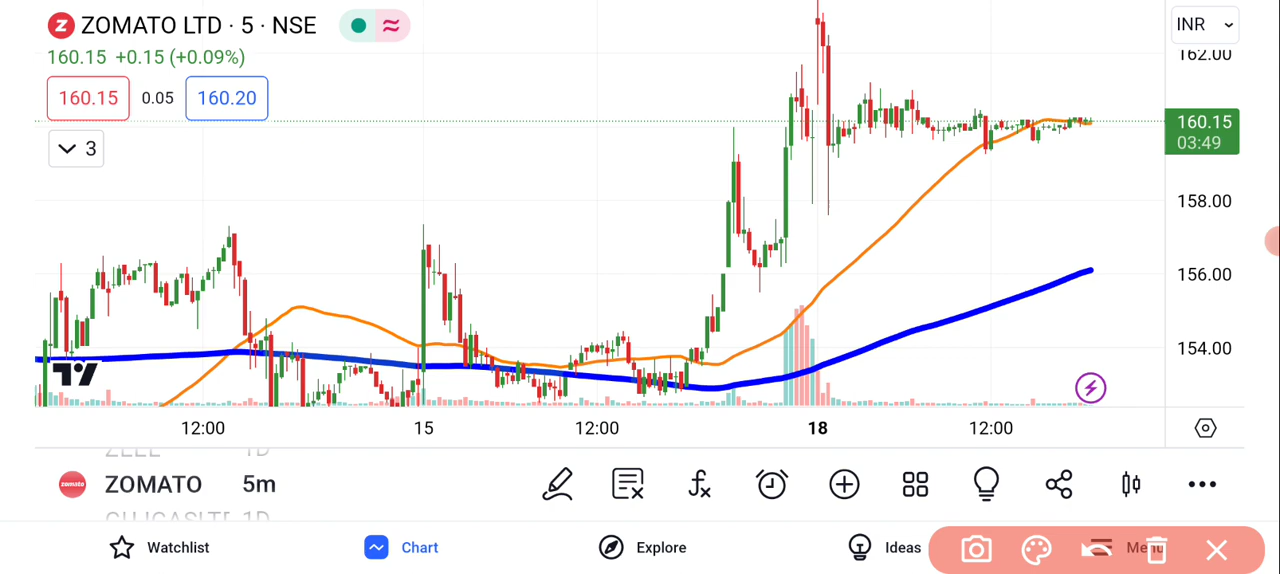 ZOMATO LTD · 5 · NSE
INR
160.15 +0.15 (+0.09%)
162.00
160.15 0.05 160.20
160.15
03:49
3
158.00
156.00
154.00
12:00 15 12:00 18 12:00
zomato ZOMATO 5m
Watchlist Chart Explore Ideas Menu